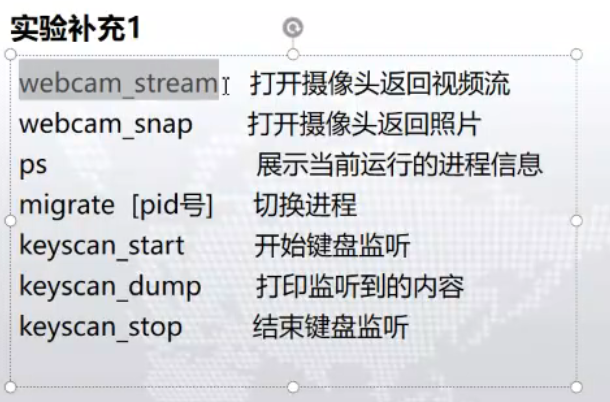 实验补充1
webcam_stream 打开摄像头返回视频流
webcam_snap 打开摄像头返回照片
ps 展示当前运行的进程信息
migrate [pid号] 切换进程
keyscan_start 开始键盘监听
keyscan_dump 打印监听到的内容
keyscan_stop 结束键盘监听